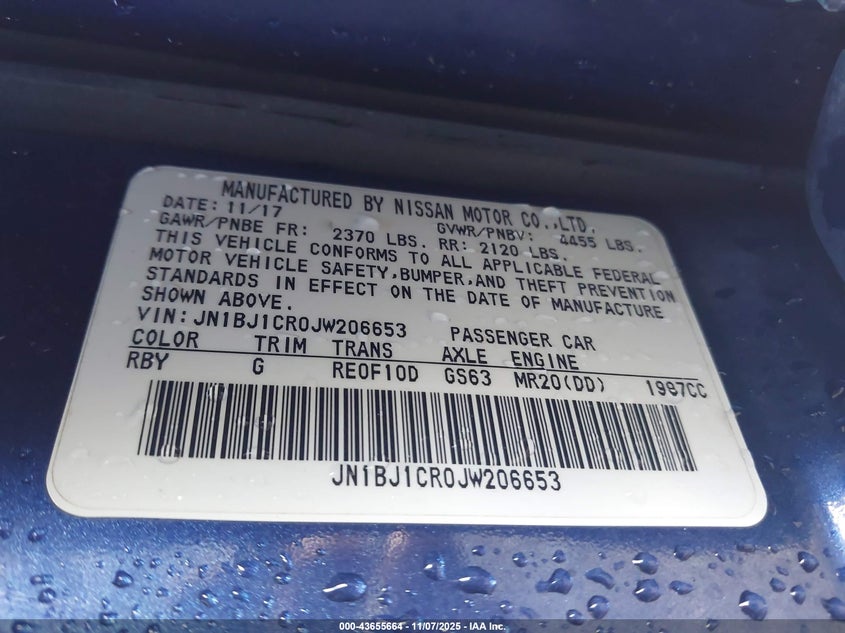 MANUFACTURED BY NISSAN MOTOR CO.,LTD.
DATE: 11/17 GVWR/PNBV: 4455 LBS.
GAWR/PNBE FR: 2370 LBS. RR: 2120 LBS.
THIS VEHICLE CONFORMS TO ALL APPLICABLE FEDERAL
MOTOR VEHICLE SAFETY,BUMPER,AND THEFT PREVENTION
STANDARDS IN EFFECT ON THE DATE OF MANUFACTURE
SHOWN ABOVE.
VIN:JN1BJ1CR0JW206653 PASSENGER CAR
COLOR TRIM TRANS AXLE ENGINE
RBY G RE0F10D GS63 MR20(DD) 1997CC
JN1BJ1CR0JW206653
000-43655664 - 11/07/2025 - IAA Inc.